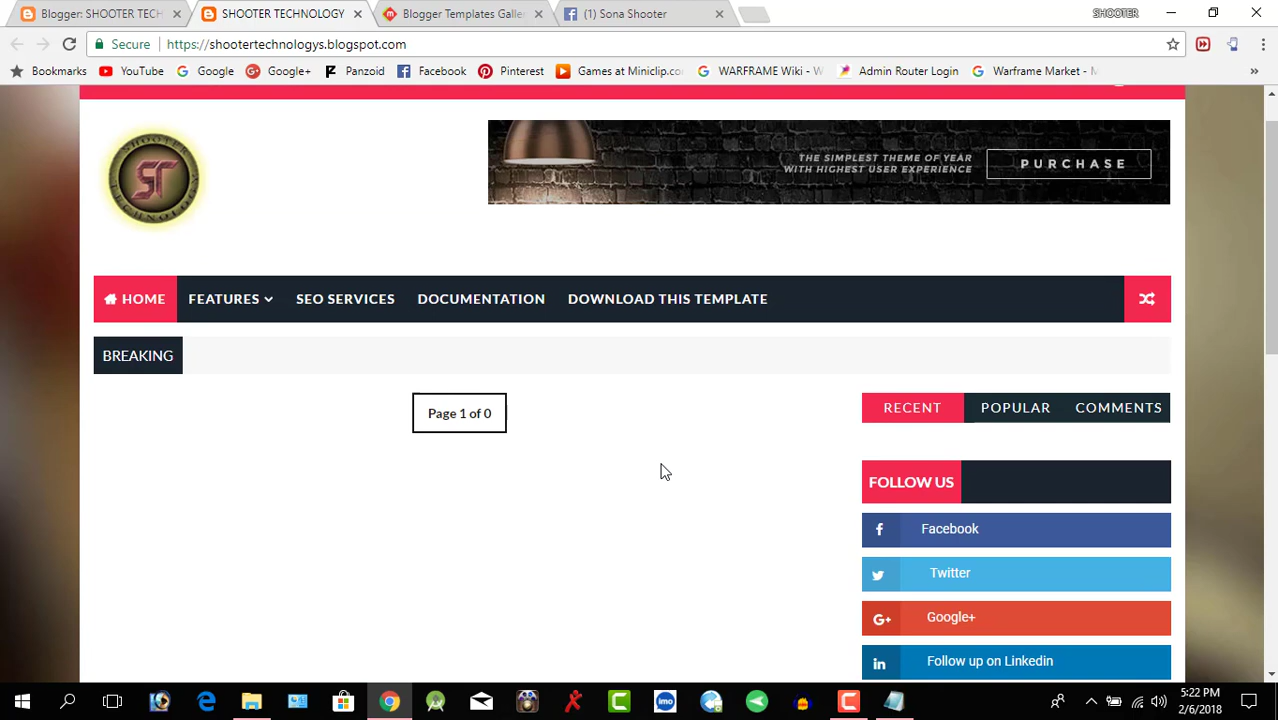 Blogger: SHOOTER TECH
SHOOTER TECHNOLOGY
Blogger Templates Galle
(1) Sona Shooter
SHOOTER
Secure
https://shootertechnologys.blogspot.com
Bookmarks
YouTube
Google
Google+
Panzoid
Facebook
Pinterest
Games at Miniclip.co
WARFRAME Wiki - W
Admin Router Login
Warframe Market - M
SHOOTER
TECHNOLOGY
ST
THE SIMPLEST THEME OF YEAR
WITH HIGHEST USER EXPERIENCE
PURCHASE
HOME
FEATURES
SEO SERVICES
DOCUMENTATION
DOWNLOAD THIS TEMPLATE
BREAKING
Page 1 of 0
RECENT
POPULAR
COMMENTS
FOLLOW US
Facebook
Twitter
Google+
Follow up on Linkedin
imo
5:22 PM
2/6/2018